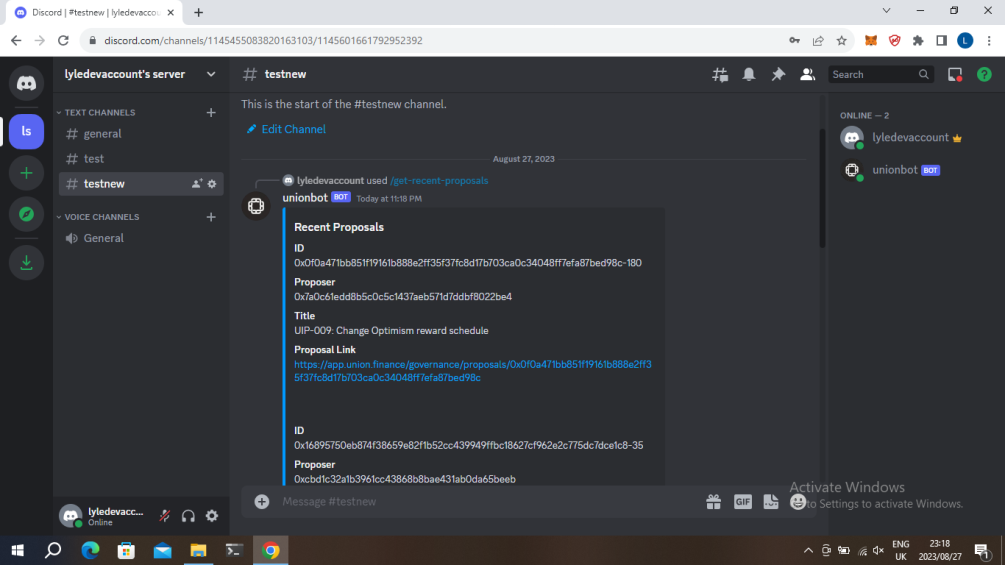 Discord | #testnew | lyledevaccou
discord.com/channels/1145455083820163103/1145601661792952392
L
lyledevaccount's server
# testnew
Search
ls
TEXT CHANNELS
# general
# test
# testnew
VOICE CHANNELS
General
This is the start of the #testnew channel.
Edit Channel
August 27, 2023
lyledevaccount used /get-recent-proposals
unionbot BOT Today at 11:18 PM
Recent Proposals
ID
0x0f0a471bb851f19161b888e2ff35f37fc8d17b703ca0c34048ff7efa87bed98c-180
Proposer
0x7a0c61edd8b5c0c5c1437aeb571d7ddbf8022be4
Title
UIP-009: Change Optimism reward schedule
Proposal Link
https://app.union.finance/governance/proposals/0x0f0a471bb851f19161b888e2ff3
5f37fc8d17b703ca0c34048ff7efa87bed98c
ID
0x16895750eb874f38659e82f1b52cc439949ffbc18627cf962e2c775dc7dce1c8-35
Proposer
0xcbd1c32a1b3961cc43868b8bae431ab0da65beeb
Message #testnew
GIF
ONLINE — 2
lyledevaccount
unionbot BOT
Activate Windows
to Settings to activate Windows.
lyledevacc...
Online
ENG
UK
23:18
2023/08/27
1